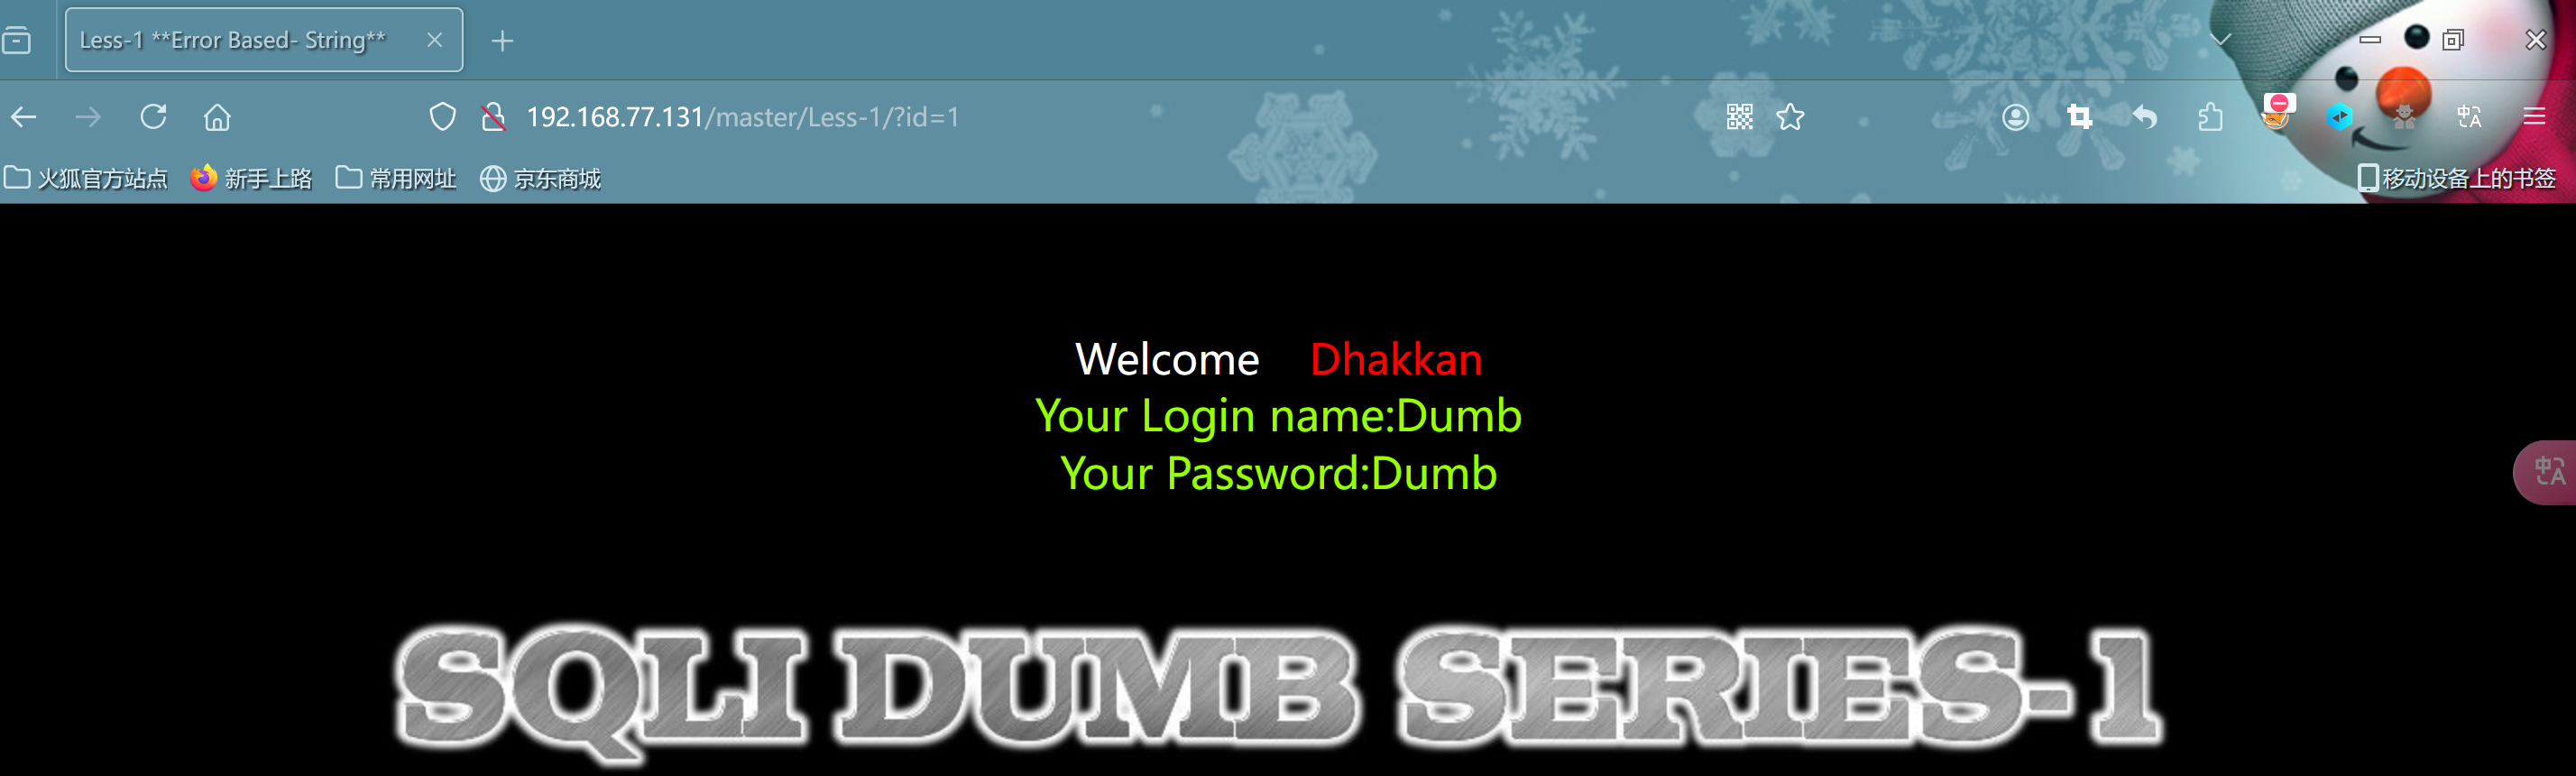 Less-1 **Error Based- String**
192.168.77.131/master/Less-1/?id=1
火狐官方站点 新手上路 常用网址 京东商城 移动设备上的书签
Welcome Dhakkan
Your Login name:Dumb
Your Password:Dumb
SQLI DUMB SERIES-1